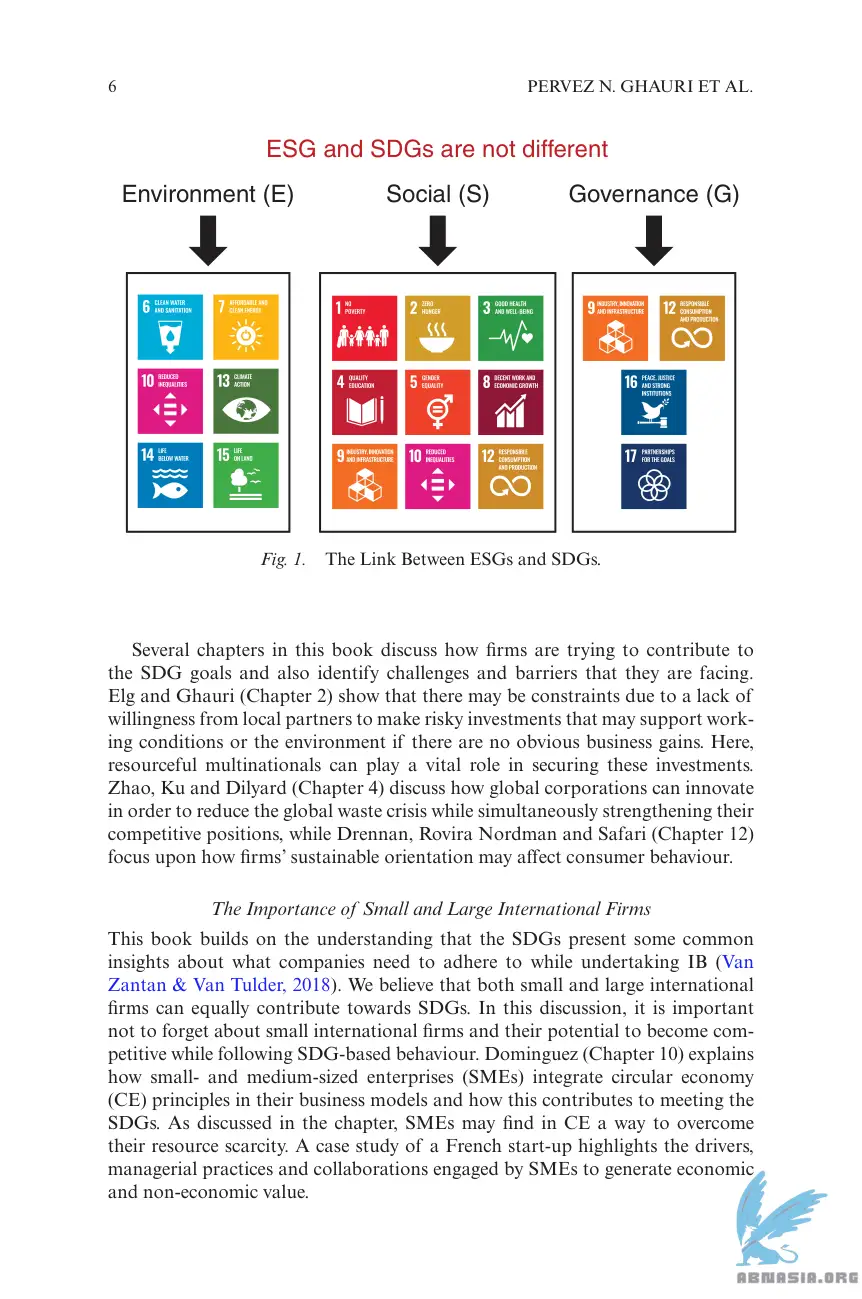 6 PERVEZ N. GHAURI ET AL.
ESG and SDGs are not different
Environment (E) Social (S) Governance (G)
6 CLEAN WATER
AND SANITATION
7 AFFORDABLE AND
CLEAN ENERGY
10 REDUCED
INEQUALITIES
13 CLIMATE
ACTION
14 LIFE
BELOW WATER
15 LIFE
ON LAND
1 NO
POVERTY
2 ZERO
HUNGER
3 GOOD HEALTH
AND WELL-BEING
4 QUALITY
EDUCATION
5 GENDER
EQUALITY
8 DECENT WORK AND
ECONOMIC GROWTH
9 INDUSTRY, INNOVATION
AND INFRASTRUCTURE
10 REDUCED
INEQUALITIES
12 RESPONSIBLE
CONSUMPTION
AND PRODUCTION
9 INDUSTRY, INNOVATION
AND INFRASTRUCTURE
12 RESPONSIBLE
CONSUMPTION
AND PRODUCTION
16 PEACE, JUSTICE
AND STRONG
INSTITUTIONS
17 PARTNERSHIPS
FOR THE GOALS
Fig. 1. The Link Between ESGs and SDGs.
Several chapters in this book discuss how firms are trying to contribute to
the SDG goals and also identify challenges and barriers that they are facing.
Elg and Ghauri (Chapter 2) show that there may be constraints due to a lack of
willingness from local partners to make risky investments that may support work-
ing conditions or the environment if there are no obvious business gains. Here,
resourceful multinationals can play a vital role in securing these investments.
Zhao, Ku and Dilyard (Chapter 4) discuss how global corporations can innovate
in order to reduce the global waste crisis while simultaneously strengthening their
competitive positions, while Drennan, Rovira Nordman and Safari (Chapter 12)
focus upon how firms' sustainable orientation may affect consumer behaviour.
The Importance of Small and Large International Firms
This book builds on the understanding that the SDGs present some common
insights about what companies need to adhere to while undertaking IB (Van
Zantan & Van Tulder, 2018). We believe that both small and large international
firms can equally contribute towards SDGs. In this discussion, it is important
not to forget about small international firms and their potential to become com-
petitive while following SDG-based behaviour. Dominguez (Chapter 10) explains
how small- and medium-sized enterprises (SMEs) integrate circular economy
(CE) principles in their business models and how this contributes to meeting the
SDGs. As discussed in the chapter, SMEs may find in CE a way to overcome
their resource scarcity. A case study of a French start-up highlights the drivers,
managerial practices and collaborations engaged by SMEs to generate economic
and non-economic value.
ABNASIA.ORG